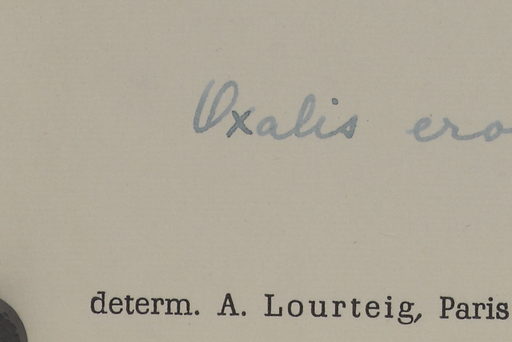 Oxalis ero
determ. A. Lourteig, Paris